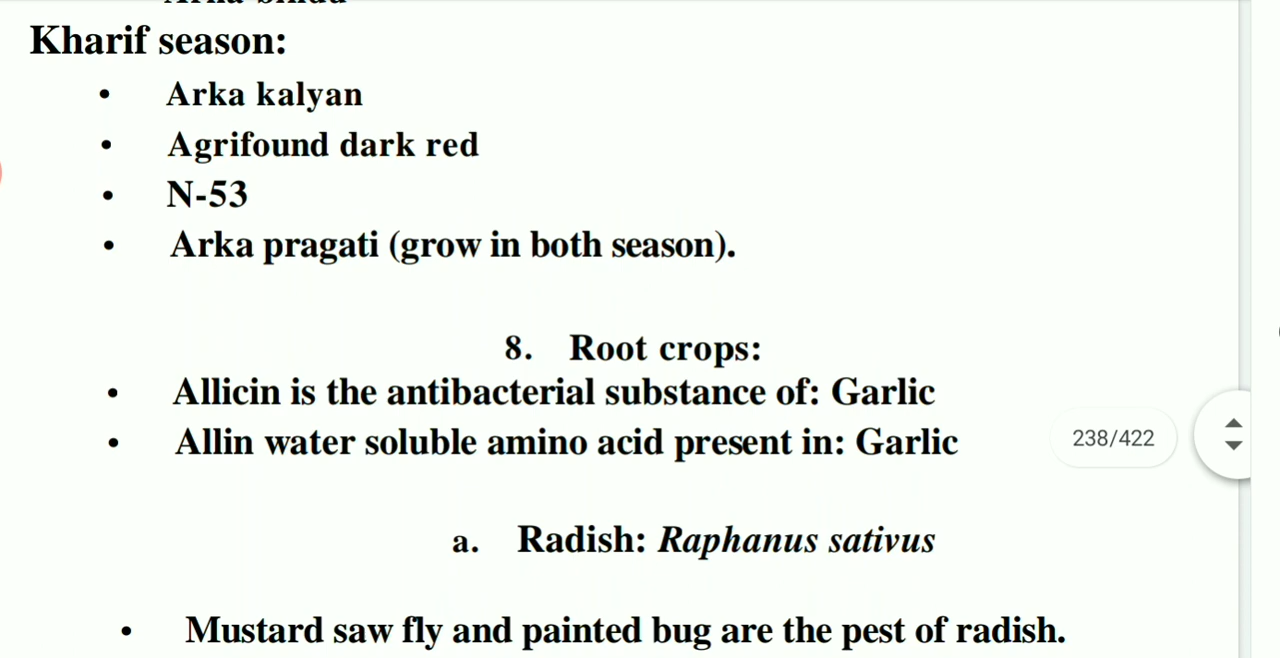 Kharif season:
• Arka kalyan
• Agrifound dark red
• N-53
• Arka pragati (grow in both season).
8. Root crops:
• Allicin is the antibacterial substance of: Garlic
• Allin water soluble amino acid present in: Garlic
238/422
a. Radish: Raphanus sativus
• Mustard saw fly and painted bug are the pest of radish.